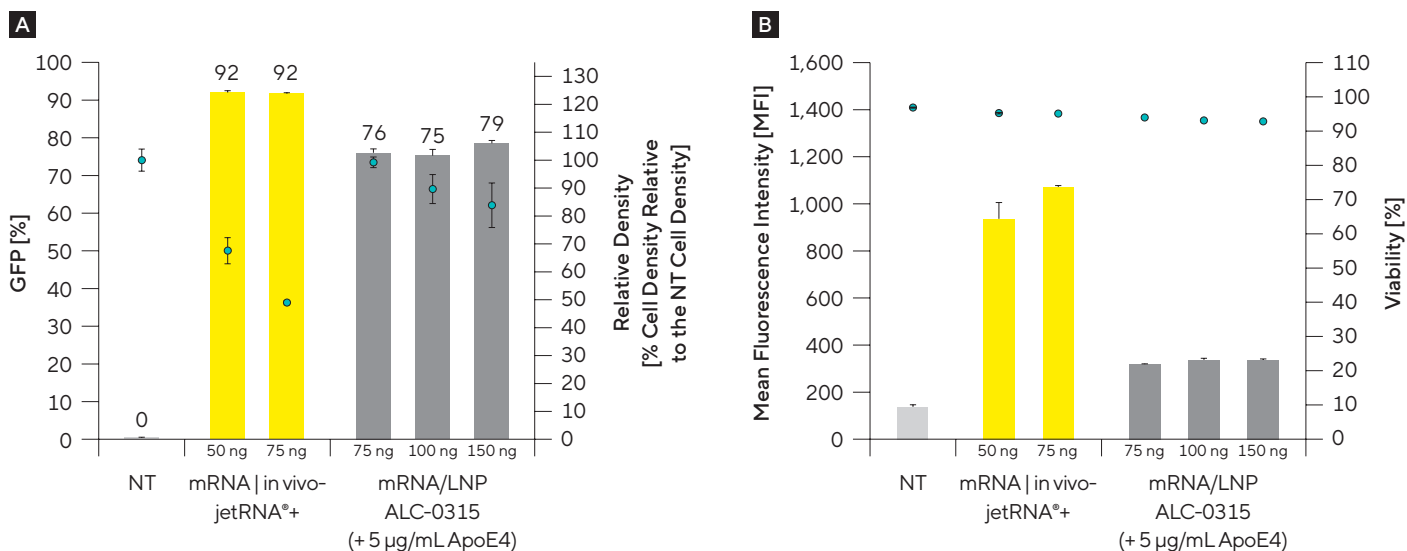 A
100
90
80
70
60
50
40
30
20
10
0
GFP [%]
0
92
92
76
75
79
130
120
110
100
90
80
70
60
50
40
30
20
10
0
Relative Density
[% Cell Density Relative
to the NT Cell Density]
50 ng
75 ng
75 ng
100 ng
150 ng
NT
mRNA | in vivo-
jetRNA®+
mRNA/LNP
ALC-0315
(+ 5 µg/mL ApoE4)
B
1,600
1,400
1,200
1,000
800
600
400
200
0
Mean Fluorescence Intensity [MFI]
110
100
90
80
70
60
50
40
30
20
10
0
Viability [%]
50 ng
75 ng
75 ng
100 ng
150 ng
NT
mRNA | in vivo-
jetRNA®+
mRNA/LNP
ALC-0315
(+ 5 µg/mL ApoE4)